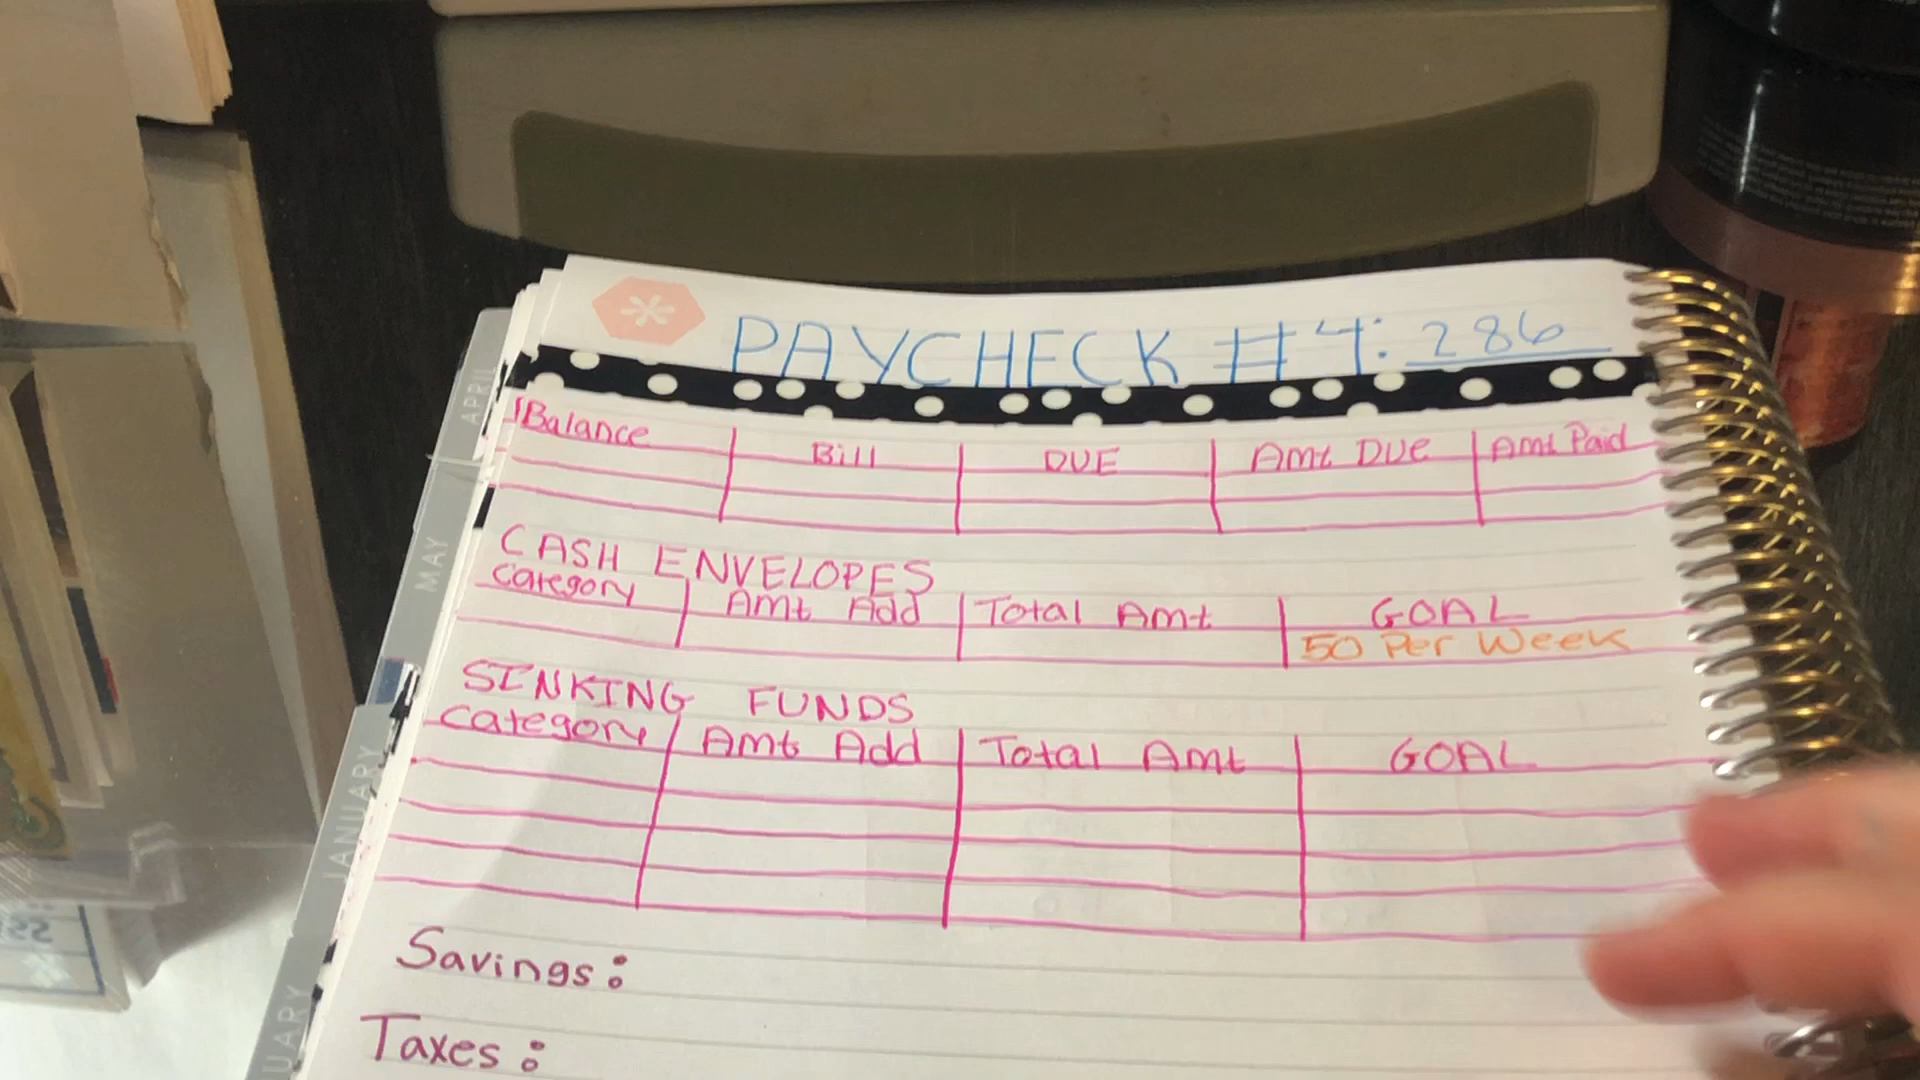 PAYCHECK #4: 286
Balance Bill DUE Amt Due Amt Paid
CASH ENVELOPES
Category Amt Add Total Amt GOAL
50 Per Week
SINKING FUNDS
Category Amt Add Total Amt GOAL
Savings:
Taxes:
APRIL
MAY
JANUARY
UARY